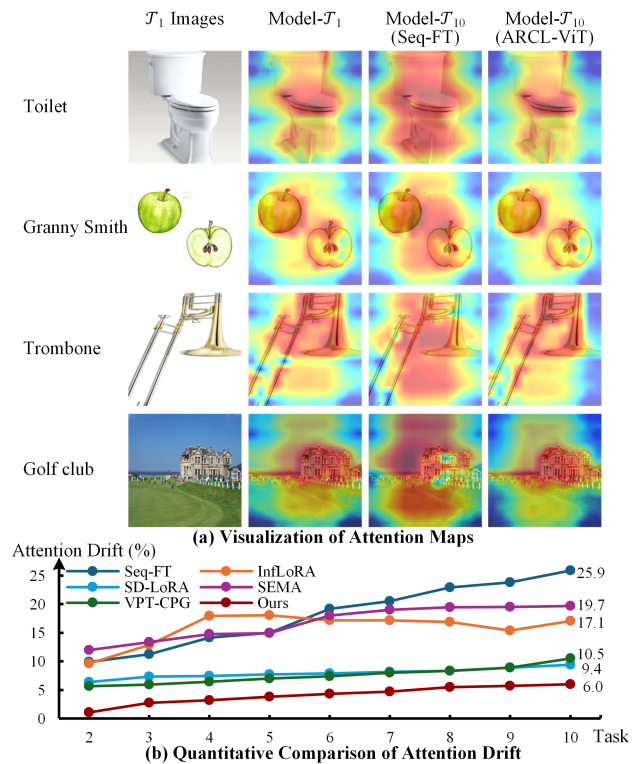 𝒯1 Images Model-𝒯1 Model-𝒯10 Model-𝒯10
(Seq-FT) (ARCL-ViT)
Toilet
Granny Smith
Trombone
Golf club
(a) Visualization of Attention Maps
Attention Drift (%)
Seq-FT InfLoRA
SD-LoRA SEMA
VPT-CPG Ours
25
20
15
10
5
0
25.9
19.7
17.1
10.5
9.4
6.0
2 3 4 5 6 7 8 9 10 Task
(b) Quantitative Comparison of Attention Drift